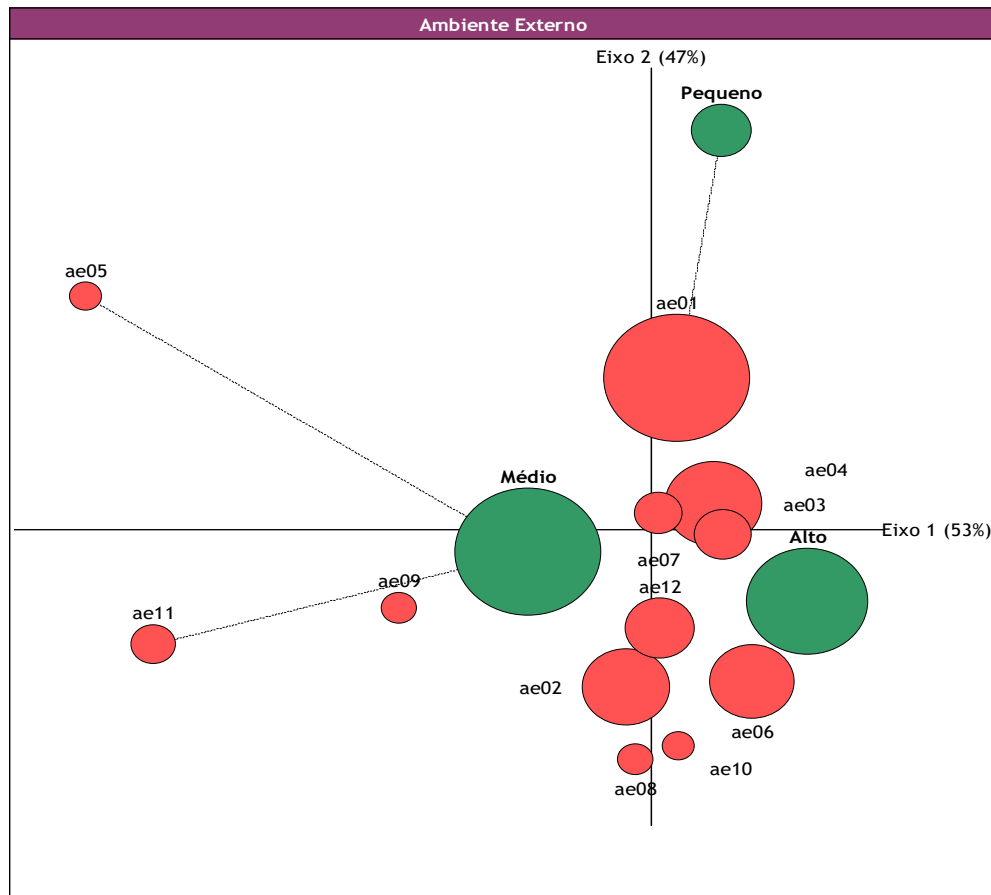 Ambiente Externo
Eixo 2 (47%)
Pequeno
ae05
ae01
Médio
ae04
ae03
Eixo 1 (53%)
Alto
ae07
ae09
ae12
ae11
ae02
ae06
ae10
ae08